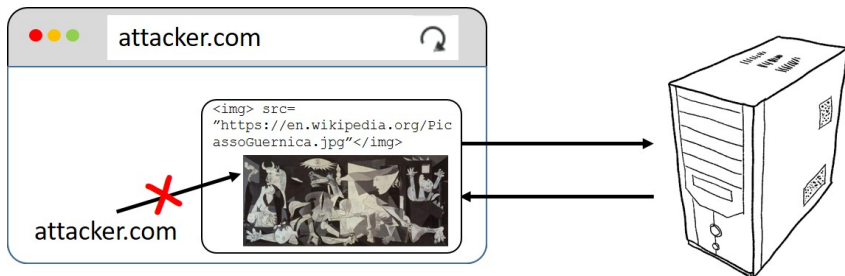 attacker.com
<img> src=
”https://en.wikipedia.org/Pic
assoGuernica.jpg”</img>
attacker.com